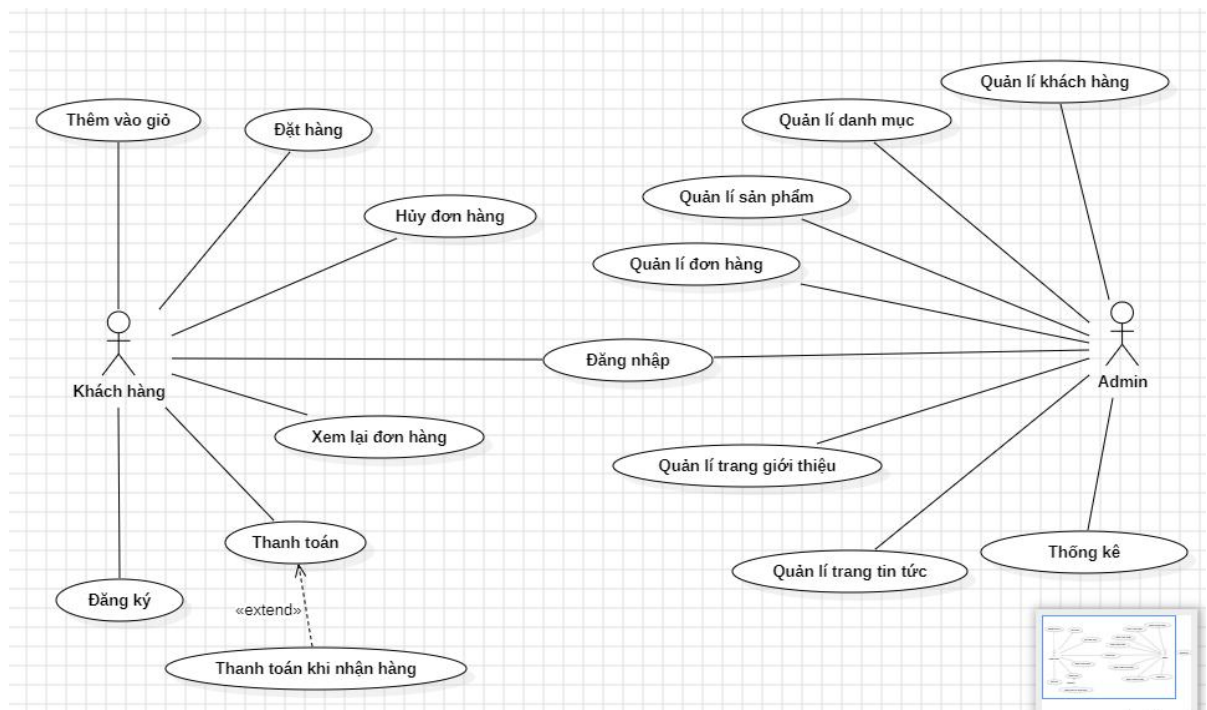 Quản lí khách hàng
Thêm vào giỏ
Đặt hàng
Quản lí danh mục
Quản lí sản phẩm
Hủy đơn hàng
Quản lí đơn hàng
Đăng nhập
Khách hàng
Admin
Xem lại đơn hàng
Quản lí trang giới thiệu
Thanh toán
Thống kê
Quản lí trang tin tức
Đăng ký
«extend»
Thanh toán khi nhận hàng